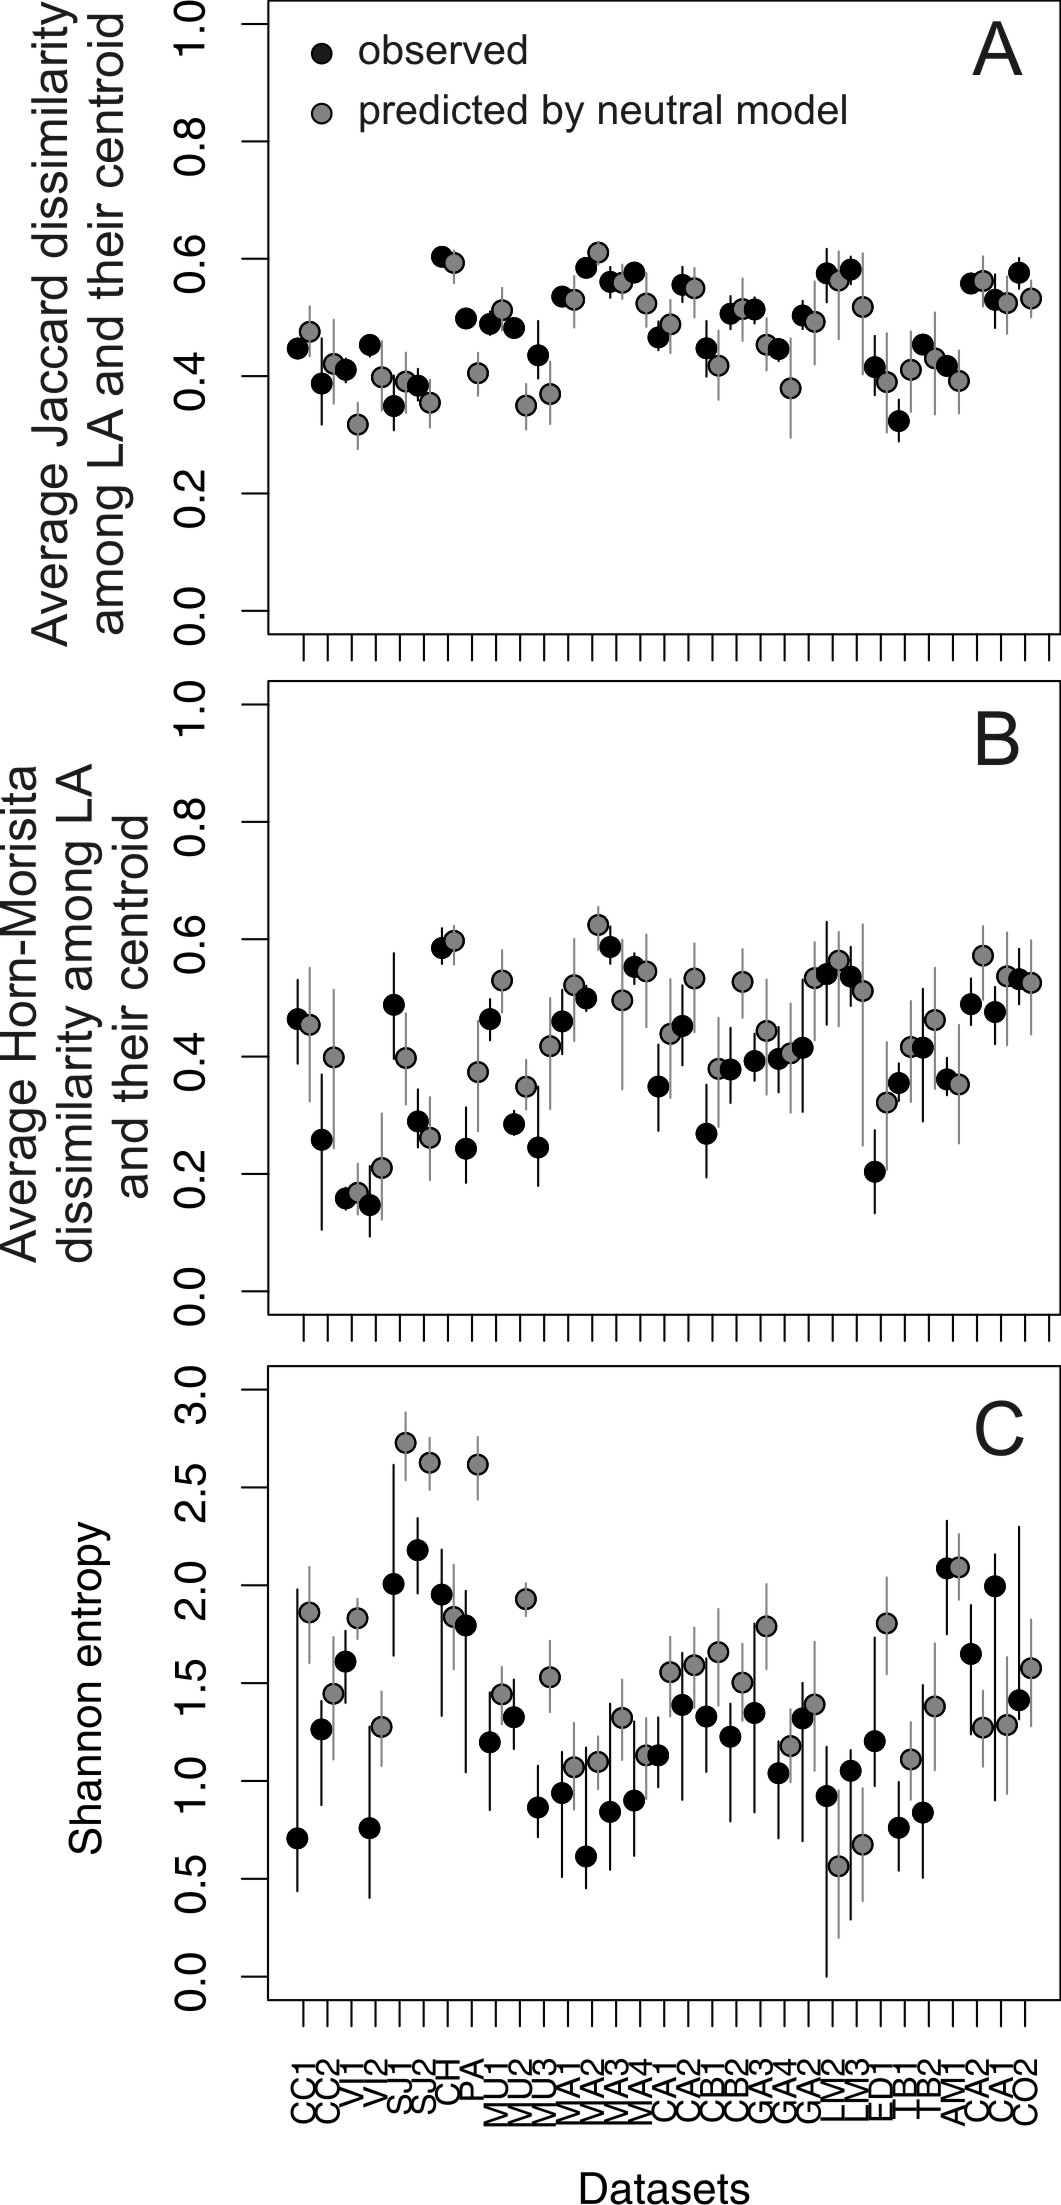 Average Jaccard dissimilarity
among LA and their centroid
1.0
0.8
0.6
0.4
0.2
0.0
observed
predicted by neutral model
A
Average Horn-Morisita
dissimilarity among LA
and their centroid
1.0
0.8
0.6
0.4
0.2
0.0
B
Shannon entropy
3.0
2.5
2.0
1.5
1.0
0.5
0.0
C
CC1
CC2
VI1
VI2
SJ1
SJ2
CH
PA
MU1
MU2
MU3
MA1
MA2
MA3
MA4
CA1
CA2
CB1
CB2
GA3
GA4
GA2
LM2
LM3
ED1
TB1
TB2
AM1
CA2
CA1
CO2
Datasets